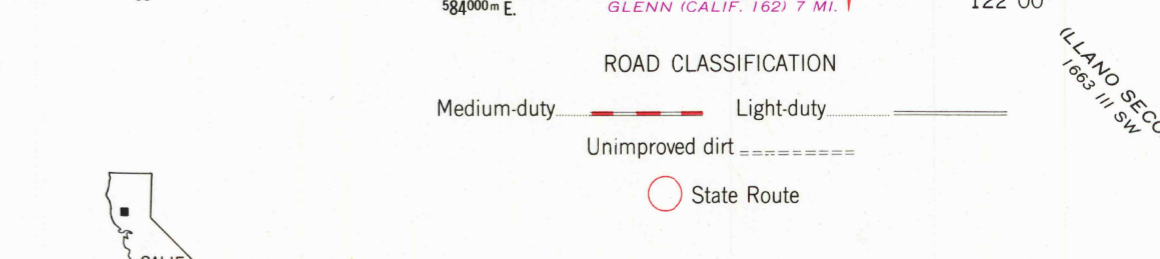 584000m E.
GLENN (CALIF. 162) 7 MI.
122°00'
ROAD CLASSIFICATION
Medium-duty
Light-duty
Unimproved dirt
State Route
(LLANO SECO
1663 III SW
CALIF